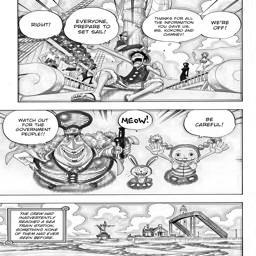 RIGHT!
EVERYONE,
PREPARE TO
SET SAIL!
THANKS FOR ALL
THE INFORMATION
YOU GAVE US,
MS. KOKORO AND
CHIMNEY!
WE'RE
OFF!
WATCH OUT
FOR THE
GOVERNMENT
PEOPLE!!
MEOW!
BE
CAREFUL!
THE CREW HAD
INADVERTENTLY
REACHED A SEA
TRAIN STATION,
SOMETHING NONE
OF THEM HAD EVER
SEEN BEFORE.